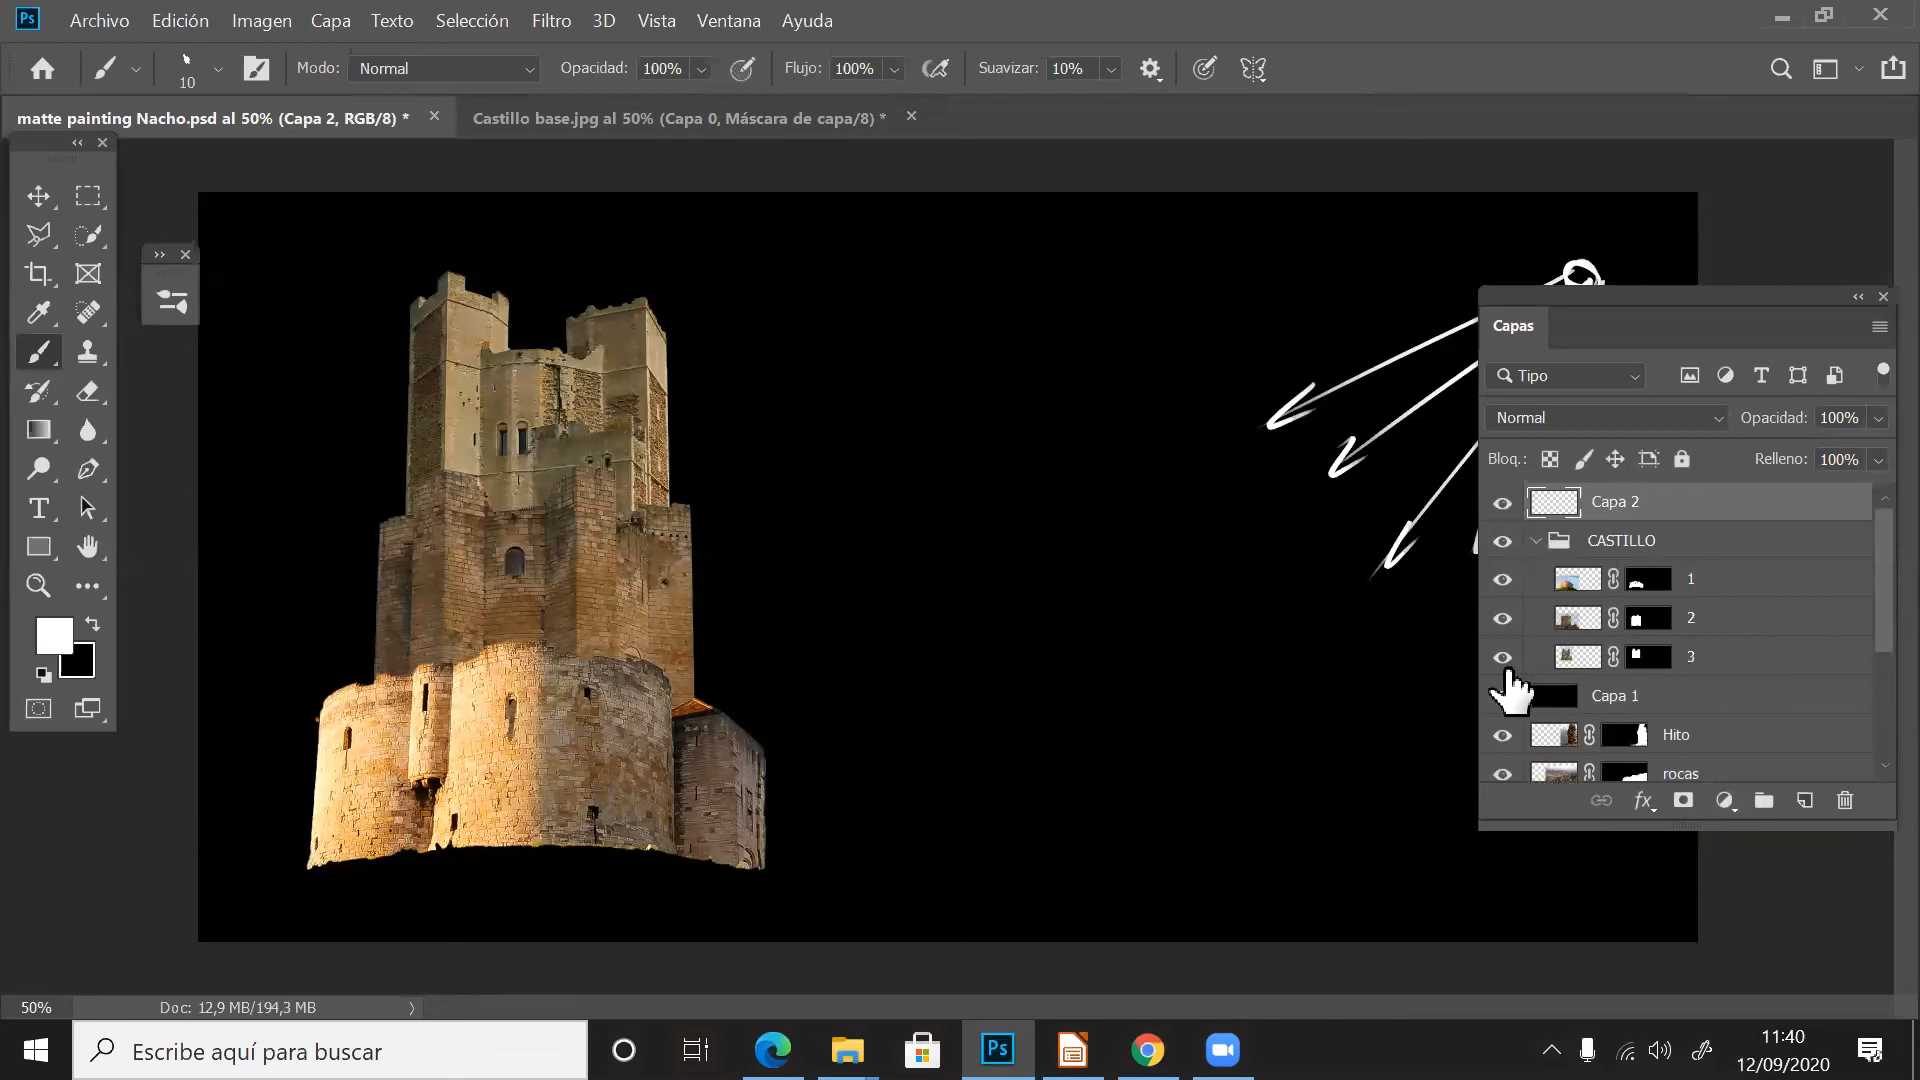 Ps Archivo Edición Imagen Capa Texto Selección Filtro 3D Vista Ventana Ayuda
10 Modo: Normal Opacidad: 100% Flujo: 100% Suavizar: 10%
matte painting Nacho.psd al 50% (Capa 2, RGB/8) * Castillo base.jpg al 50% (Capa 0, Máscara de capa/8) *
Capas
Tipo
Normal Opacidad: 100%
Bloq.: Relleno: 100%
Capa 2
CASTILLO
1
2
3
Capa 1
Hito
rocas
fx
50% Doc: 12,9 MB/194,3 MB
Escribe aquí para buscar
Ps
11:40
12/09/2020